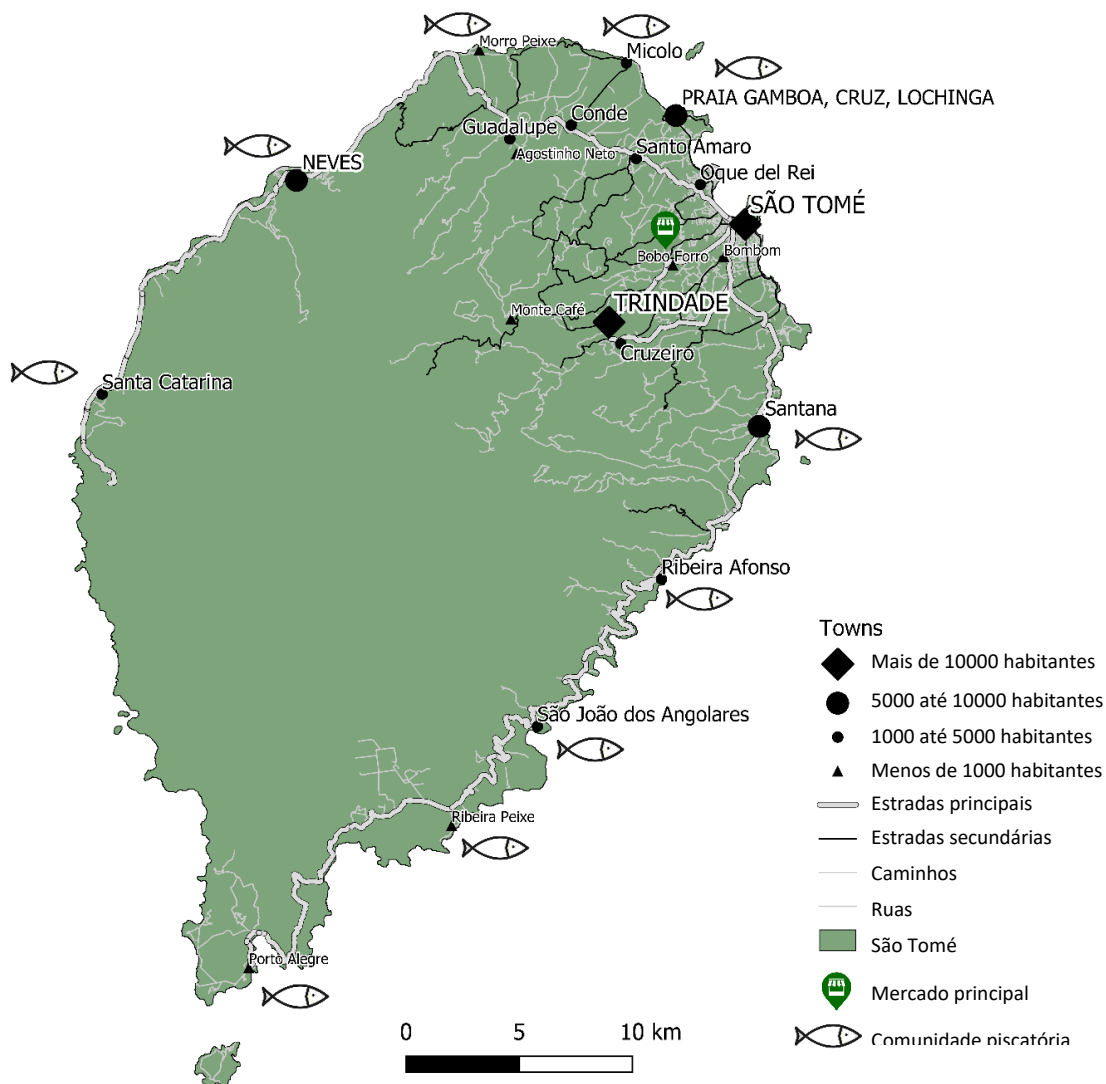 Morro Peixe
Micolo
PRAIA GAMBOA, CRUZ, LOCHINGA
Conde
Guadalupe
Agostinho Neto
Santo Amaro
NEVES
Oque del Rei
SÃO TOMÉ
Bobo Forro
Bombom
TRINDADE
Monte Café
Cruzeiro
Santa Catarina
Santana
Ribeira Afonso
São João dos Angolares
Ribeira Peixe
Porto Alegre
Towns
Mais de 10000 habitantes
5000 até 10000 habitantes
1000 até 5000 habitantes
Menos de 1000 habitantes
Estradas principais
Estradas secundárias
Caminhos
Ruas
São Tomé
Mercado principal
Comunidade piscatória
0 5 10 km